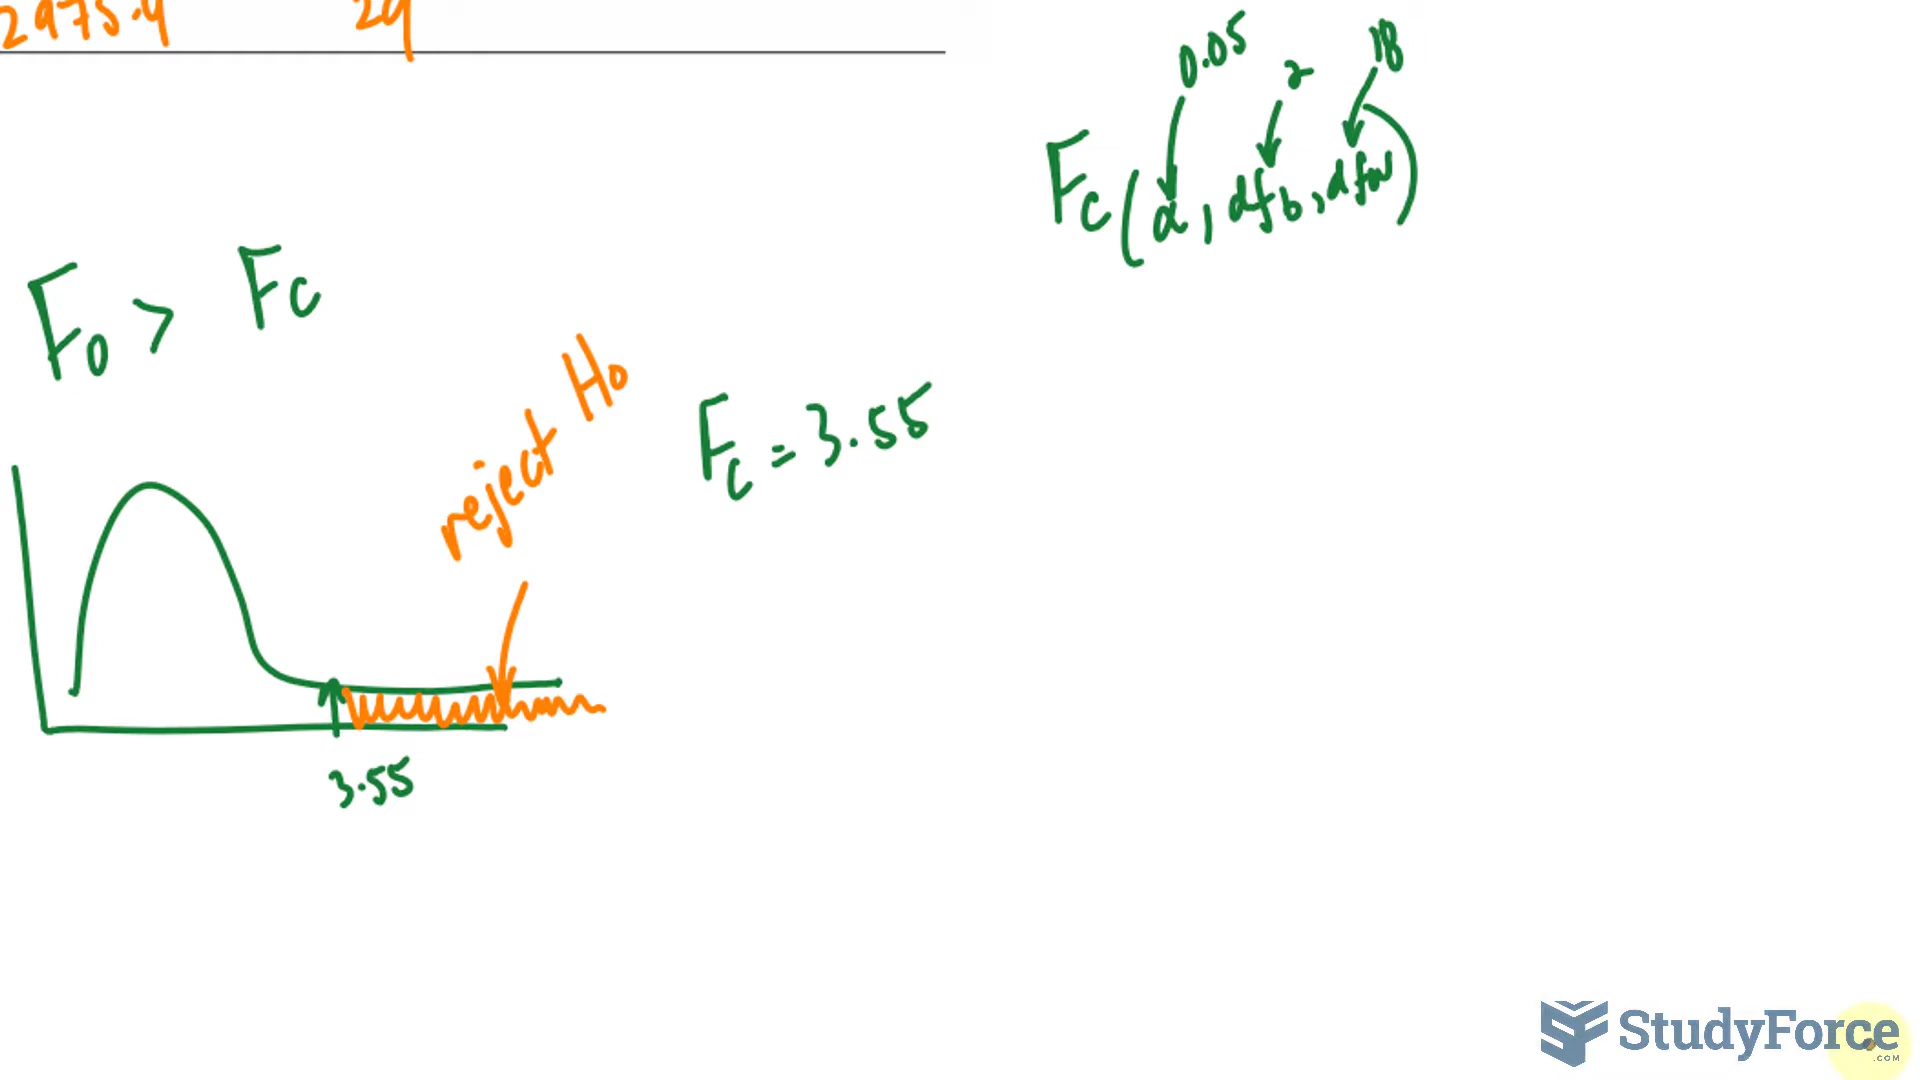 2975.4 29
0.05 2 18
Fc (α, dfb, dfw)
F0 > Fc
reject H0
Fc = 3.55
3.55
StudyForce
.COM